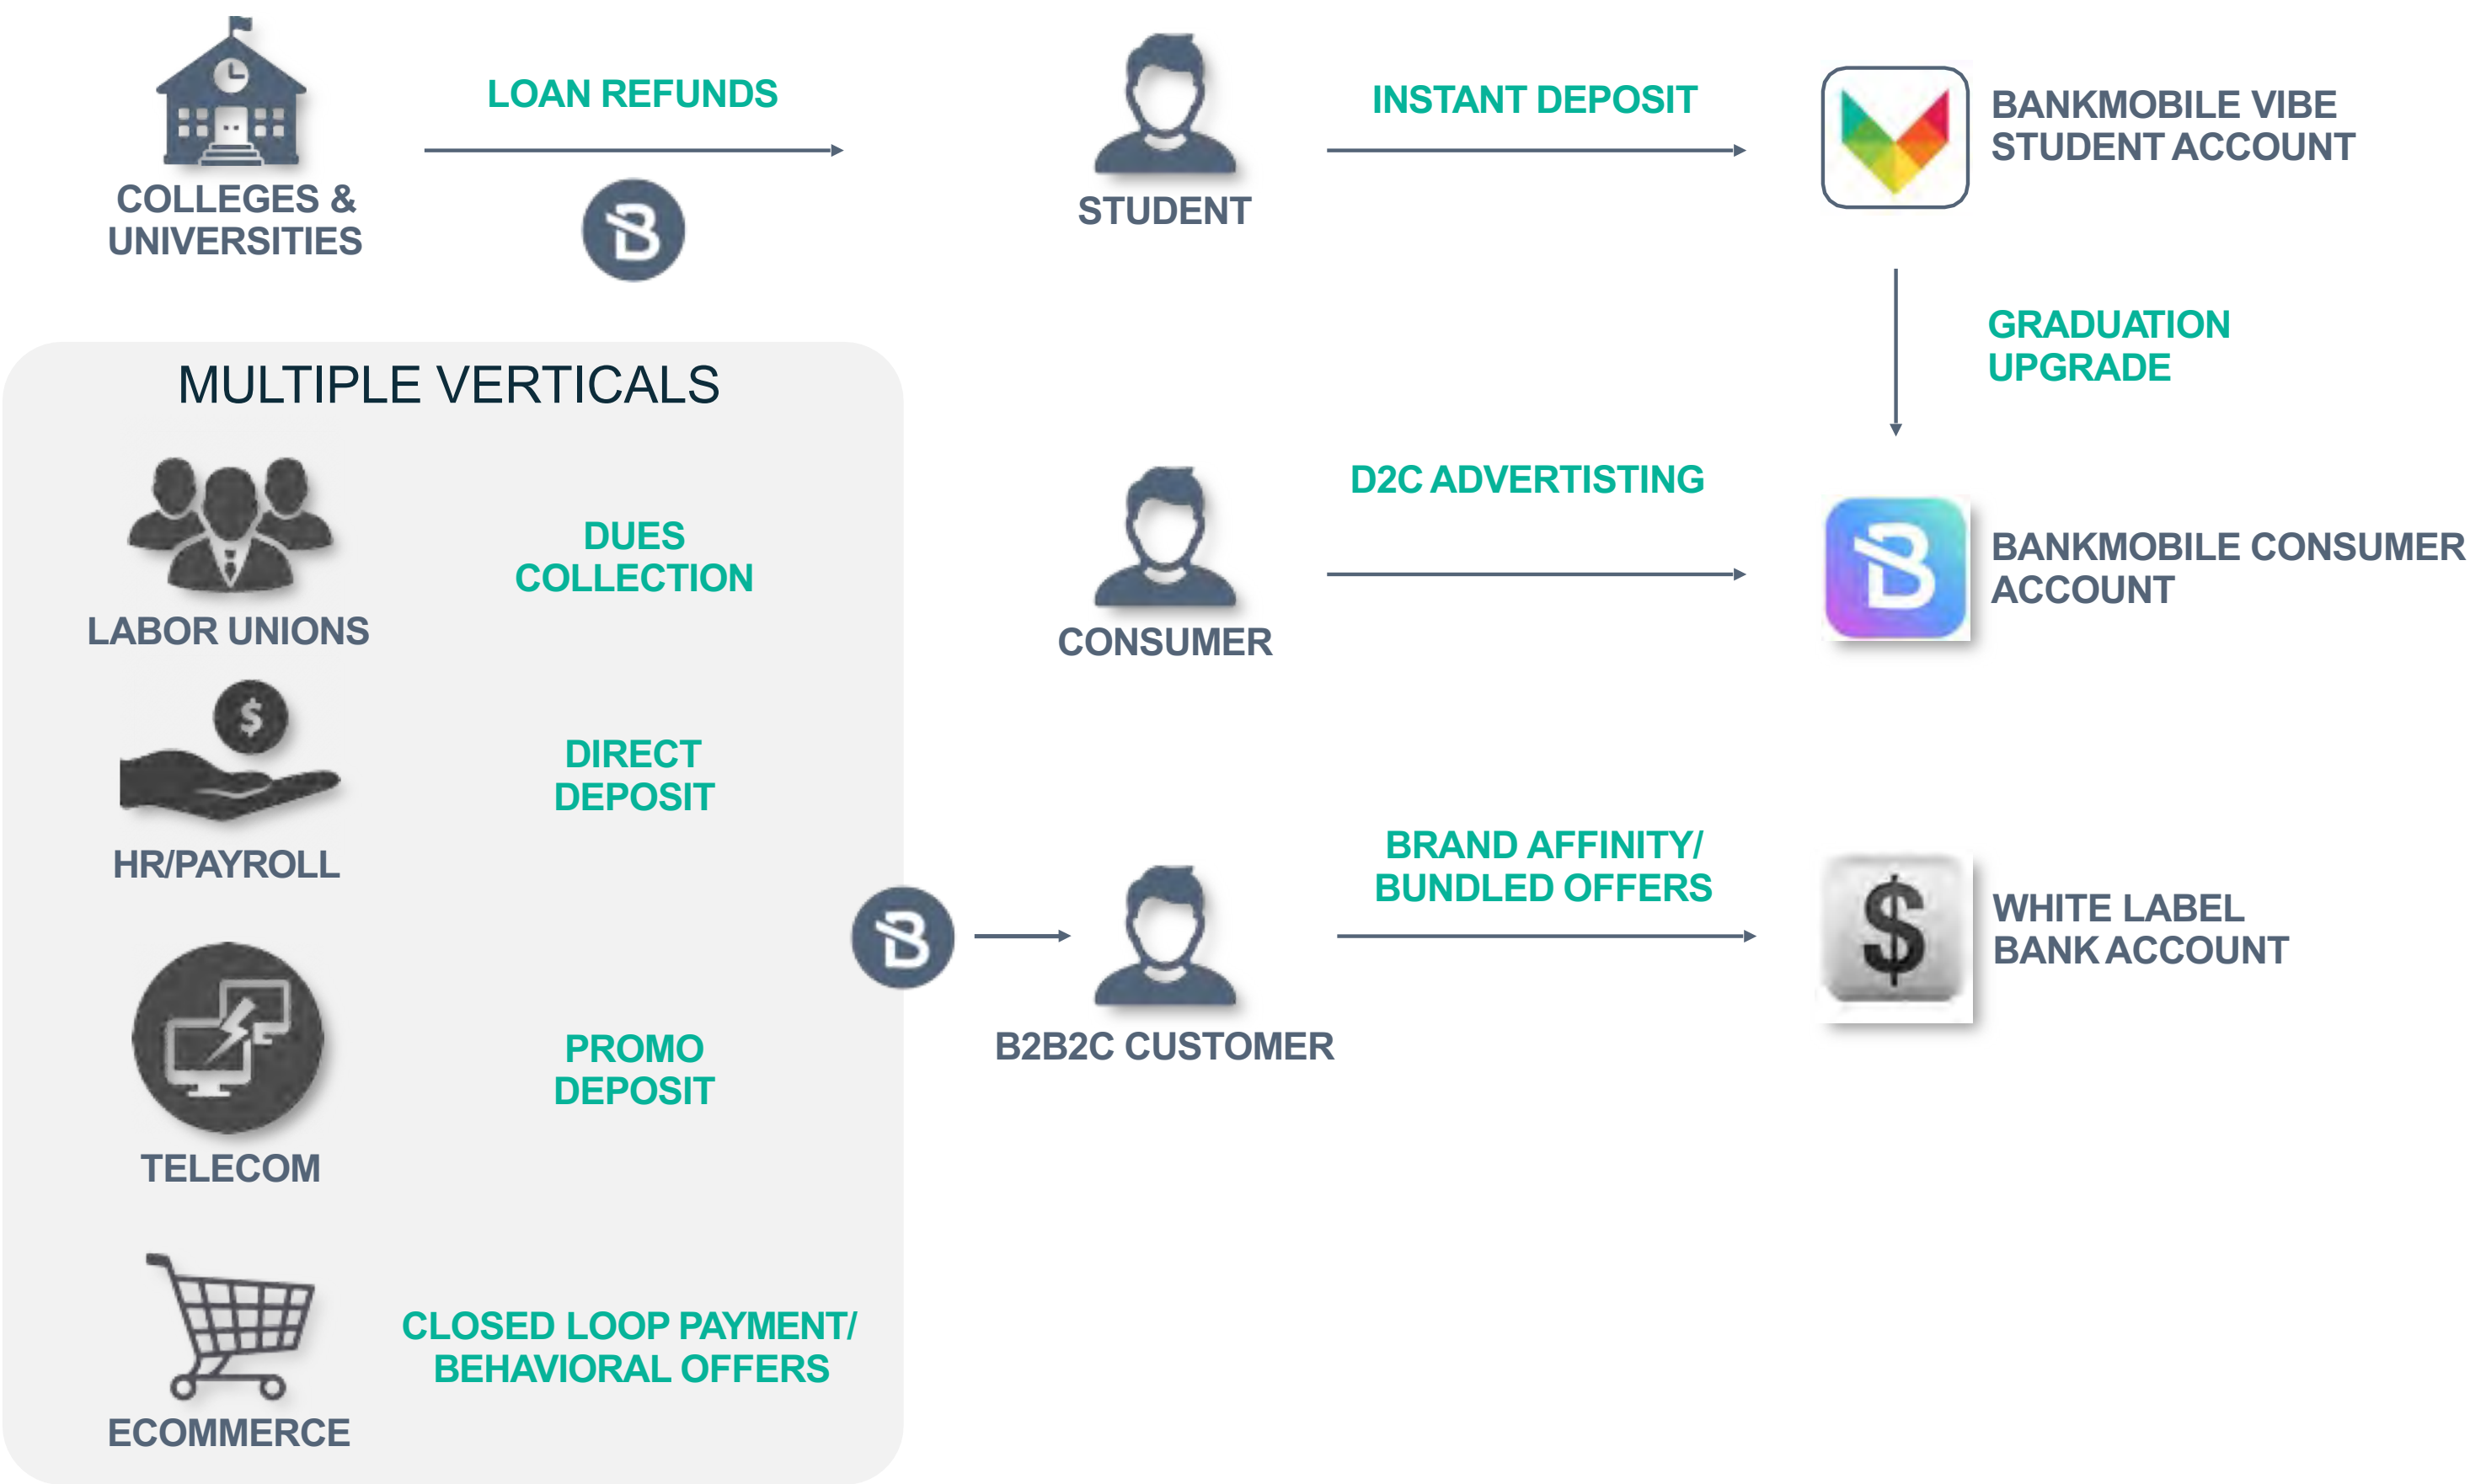 LOAN REFUNDS
INSTANT DEPOSIT
BANKMOBILE VIBE
STUDENT ACCOUNT
COLLEGES &
UNIVERSITIES
B
STUDENT
GRADUATION
UPGRADE
MULTIPLE VERTICALS
LABOR UNIONS
DUES
COLLECTION
CONSUMER
D2C ADVERTISTING
B
BANKMOBILE CONSUMER
ACCOUNT
$
HR/PAYROLL
DIRECT
DEPOSIT
TELECOM
PROMO
DEPOSIT
B
B2B2C CUSTOMER
BRAND AFFINITY/
BUNDLED OFFERS
$
WHITE LABEL
BANK ACCOUNT
ECOMMERCE
CLOSED LOOP PAYMENT/
BEHAVIORAL OFFERS